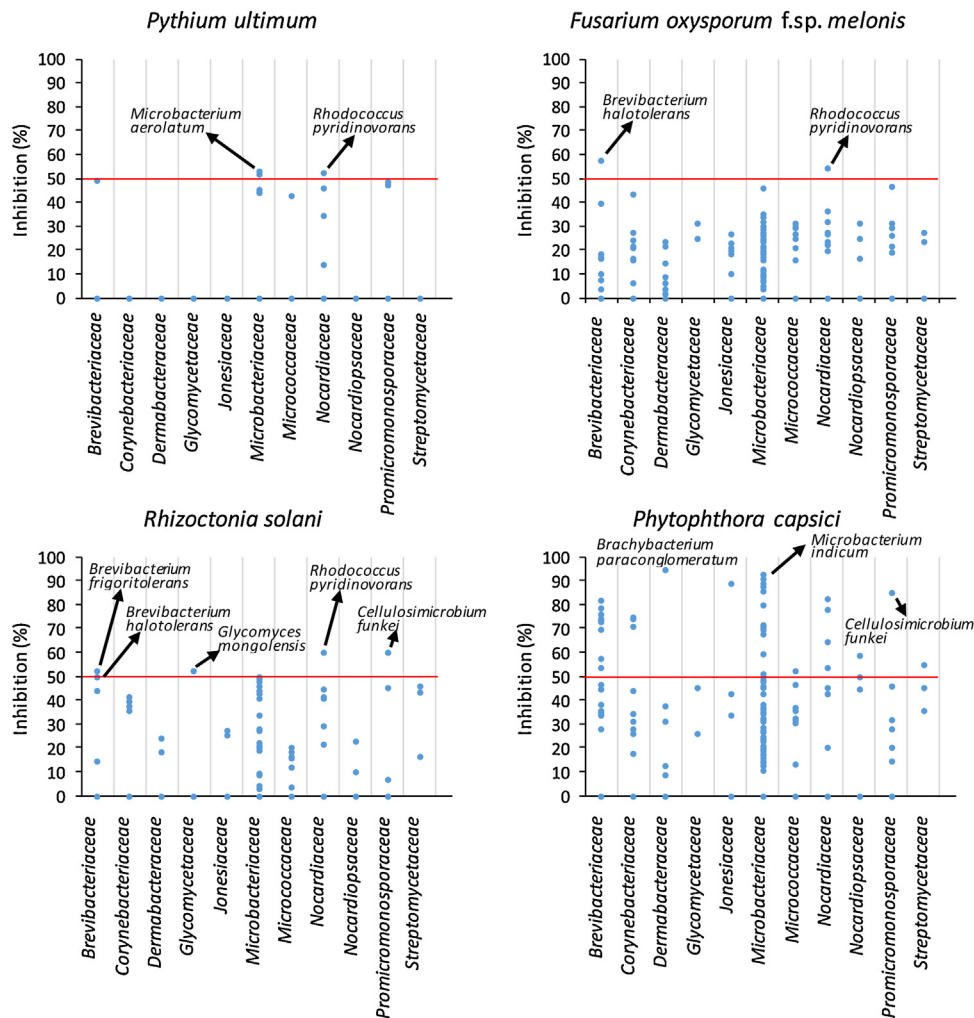 Pythium ultimum
Inhibition (%)
100
90
80
70
60
50
40
30
20
10
0
Microbacterium
aerolatum
Rhodococcus
pyridinovorans
Brevibacteriaceae
Corynebacteriaceae
Dermabacteraceae
Glycomycetaceae
Jonesiaceae
Microbacteriaceae
Micrococcaceae
Nocardiaceae
Nocardiopsaceae
Promicromonosporaceae
Streptomycetaceae
Fusarium oxysporum f.sp. melonis
Inhibition (%)
100
90
80
70
60
50
40
30
20
10
0
Brevibacterium
halotolerans
Rhodococcus
pyridinovorans
Brevibacteriaceae
Corynebacteriaceae
Dermabacteraceae
Glycomycetaceae
Jonesiaceae
Microbacteriaceae
Micrococcaceae
Nocardiaceae
Nocardiopsaceae
Promicromonosporaceae
Streptomycetaceae
Rhizoctonia solani
Inhibition (%)
100
90
80
70
60
50
40
30
20
10
0
Brevibacterium
frigoritolerans
Brevibacterium
halotolerans
Glycomyces
mongolensis
Rhodococcus
pyridinovorans
Cellulosimicrobium
funkei
Brevibacteriaceae
Corynebacteriaceae
Dermabacteraceae
Glycomycetaceae
Jonesiaceae
Microbacteriaceae
Micrococcaceae
Nocardiaceae
Nocardiopsaceae
Promicromonosporaceae
Streptomycetaceae
Phytophthora capsici
Inhibition (%)
100
90
80
70
60
50
40
30
20
10
0
Brachybacterium
paraconglomeratum
Microbacterium
indicum
Cellulosimicrobium
funkei
Brevibacteriaceae
Corynebacteriaceae
Dermabacteraceae
Glycomycetaceae
Jonesiaceae
Microbacteriaceae
Micrococcaceae
Nocardiaceae
Nocardiopsaceae
Promicromonosporaceae
Streptomycetaceae